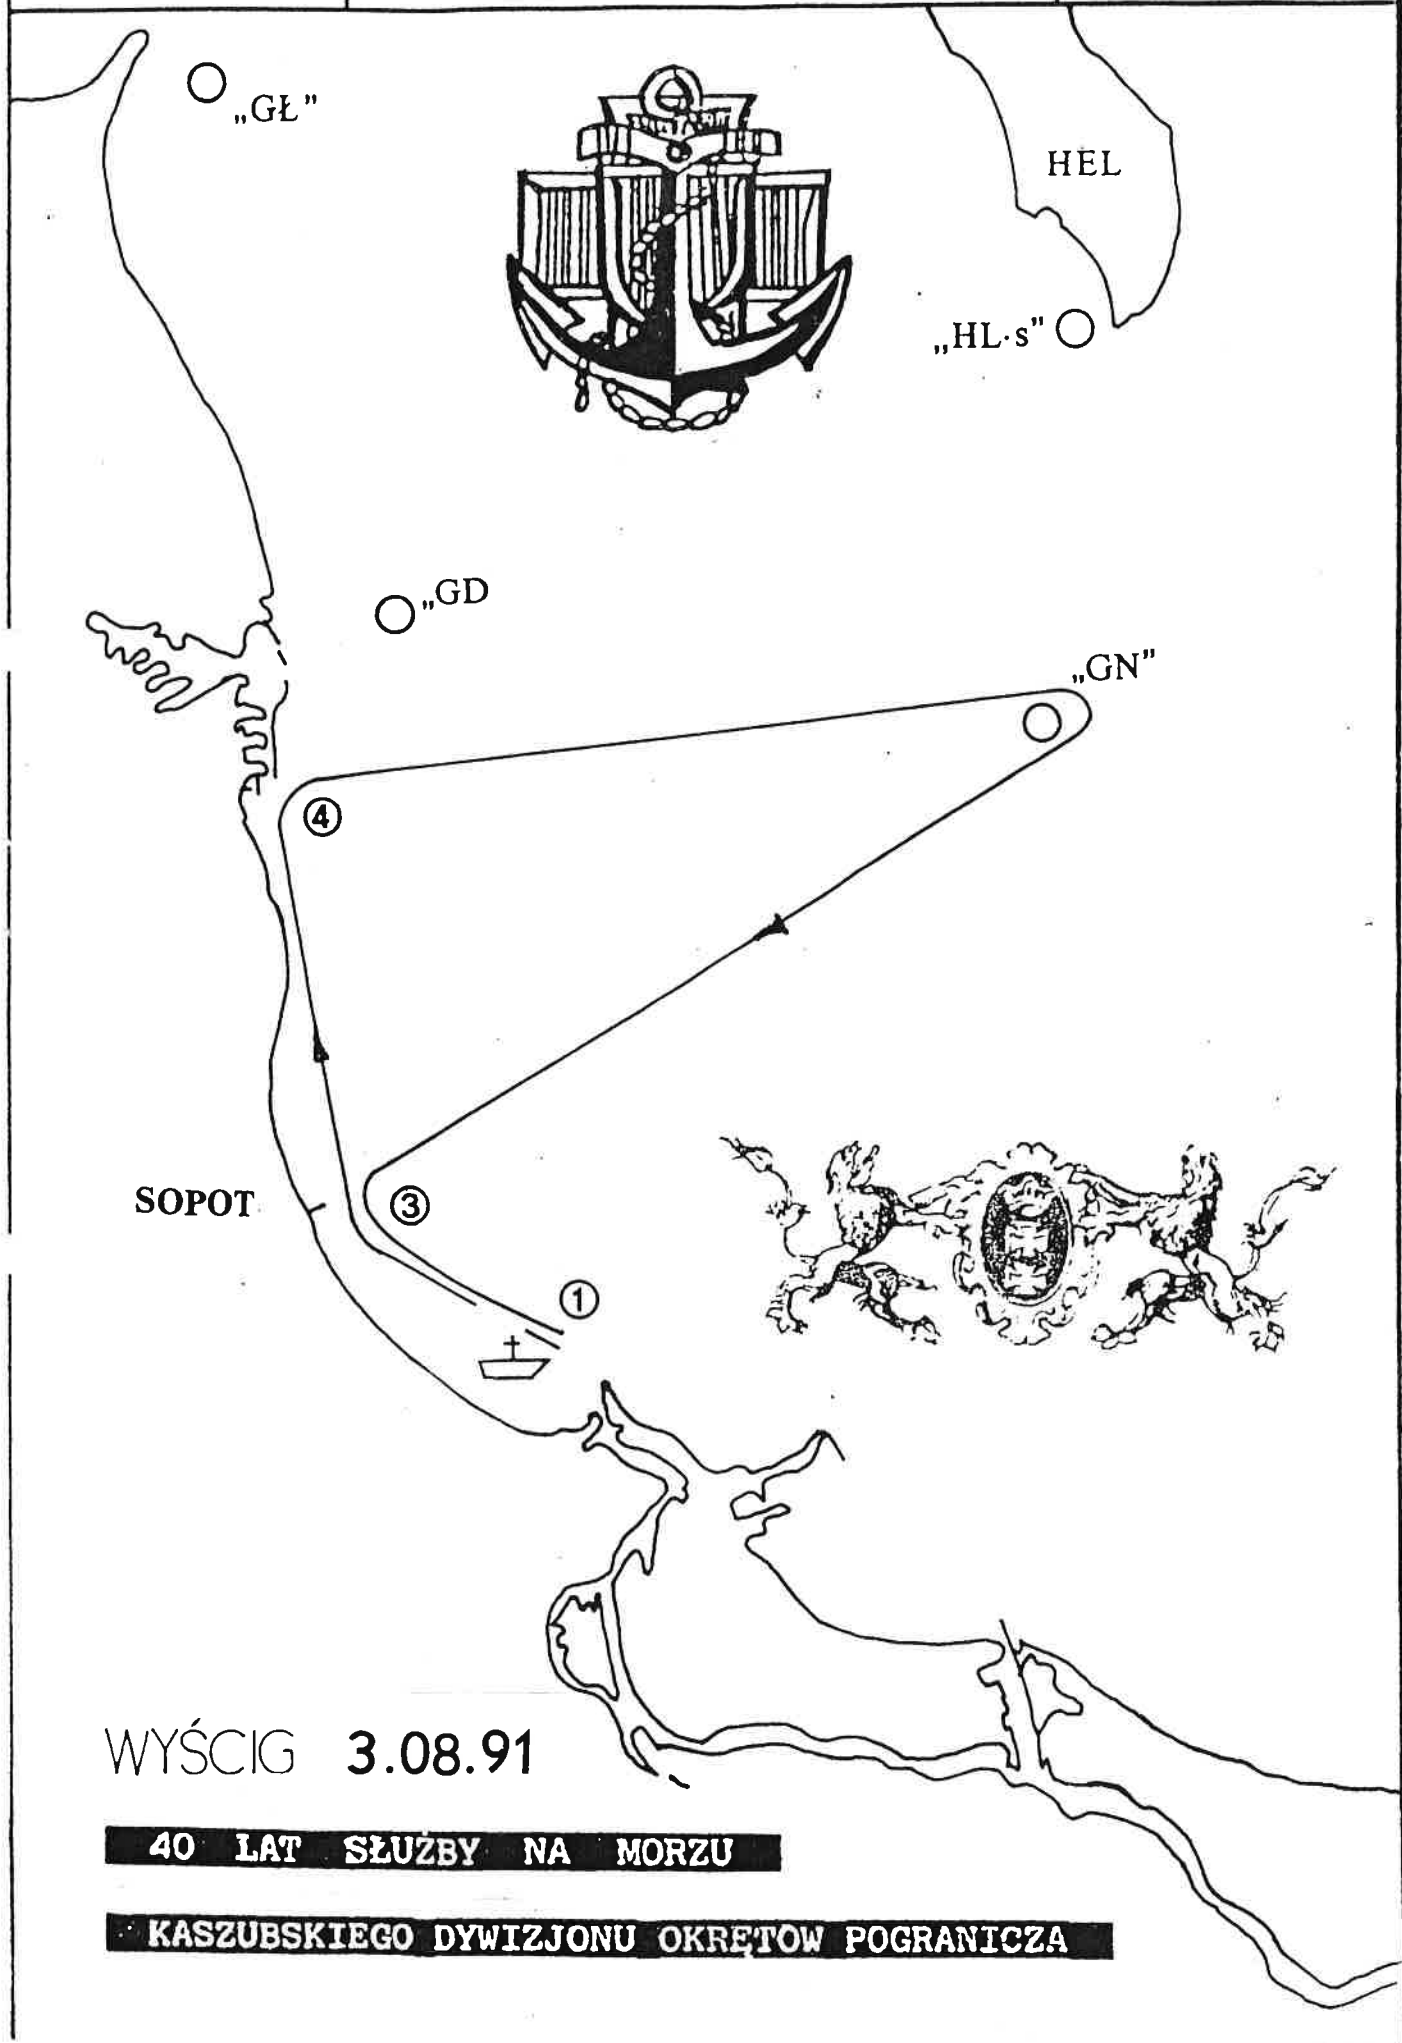 „GŁ”
HEL
„HL·s”
„GD
„GN”
4
SOPOT
3
1
WYŚCIG 3.08.91
40 LAT SŁUŻBY NA MORZU
KASZUBSKIEGO DYWIZJONU OKRĘTÓW POGRANICZA